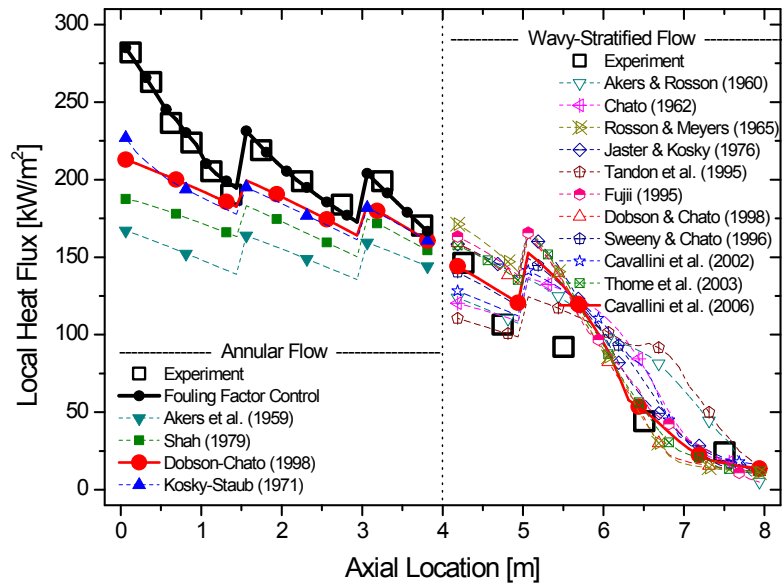 Local Heat Flux [kW/m²]
300
250
200
150
100
50
0
Wavy-Stratified Flow
Experiment
Akers & Rosson (1960)
Chato (1962)
Rosson & Meyers (1965)
Jaster & Kosky (1976)
Tandon et al. (1995)
Fujii (1995)
Dobson & Chato (1998)
Sweeny & Chato (1996)
Cavallini et al. (2002)
Thome et al. (2003)
Cavallini et al. (2006)
Annular Flow
Experiment
Fouling Factor Control
Akers et al. (1959)
Shah (1979)
Dobson-Chato (1998)
Kosky-Staub (1971)
0 1 2 3 4 5 6 7 8
Axial Location [m]